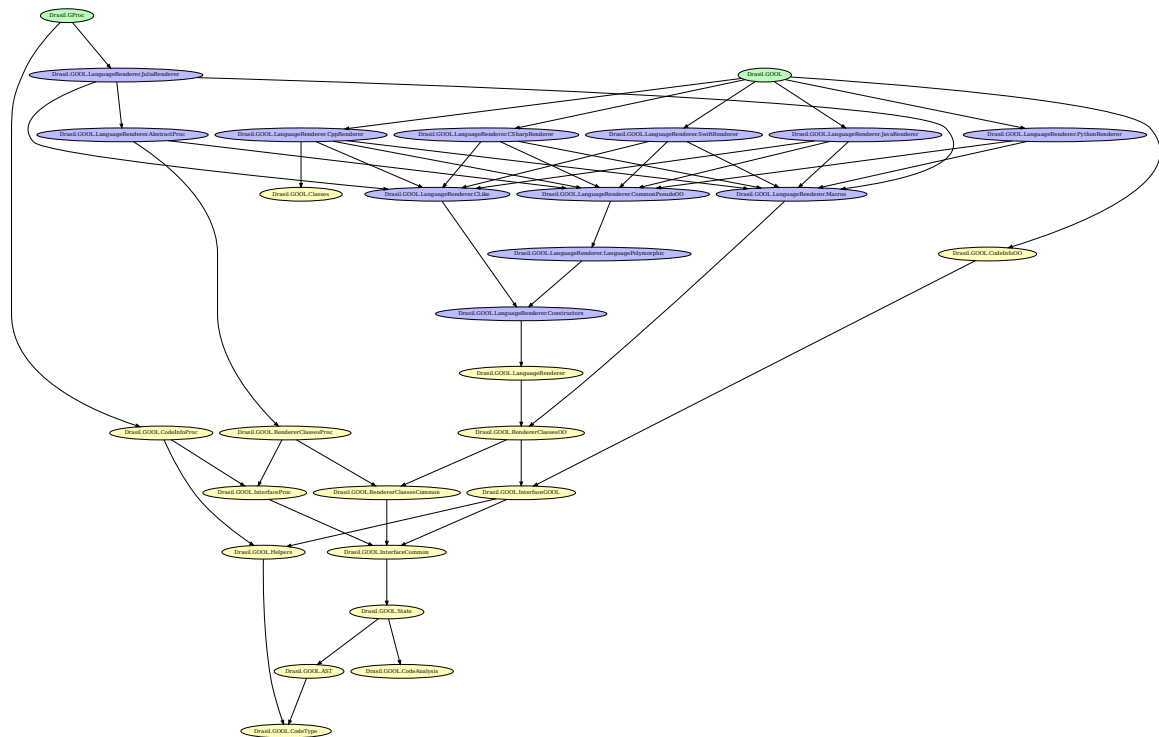 Drasil.GProc
Drasil.GOOL.LanguageRenderer.JuliaRenderer
Drasil.GOOL
Drasil.GOOL.LanguageRenderer.AbstractProc
Drasil.GOOL.LanguageRenderer.CppRenderer
Drasil.GOOL.LanguageRenderer.CSharpRenderer
Drasil.GOOL.LanguageRenderer.SwiftRenderer
Drasil.GOOL.LanguageRenderer.JavaRenderer
Drasil.GOOL.LanguageRenderer.PythonRenderer
Drasil.GOOL.Classes
Drasil.GOOL.LanguageRenderer.CLike
Drasil.GOOL.LanguageRenderer.CommonPseudoOO
Drasil.GOOL.LanguageRenderer.Macros
Drasil.GOOL.LanguageRenderer.LanguagePolymorphic
Drasil.GOOL.CodeInfoOO
Drasil.GOOL.LanguageRenderer.Constructors
Drasil.GOOL.LanguageRenderer
Drasil.GOOL.CodeInfoProc
Drasil.GOOL.RendererClassesProc
Drasil.GOOL.RendererClassesOO
Drasil.GOOL.InterfaceProc
Drasil.GOOL.RendererClassesCommon
Drasil.GOOL.InterfaceGOOL
Drasil.GOOL.Helpers
Drasil.GOOL.InterfaceCommon
Drasil.GOOL.State
Drasil.GOOL.AST
Drasil.GOOL.CodeAnalysis
Drasil.GOOL.CodeType